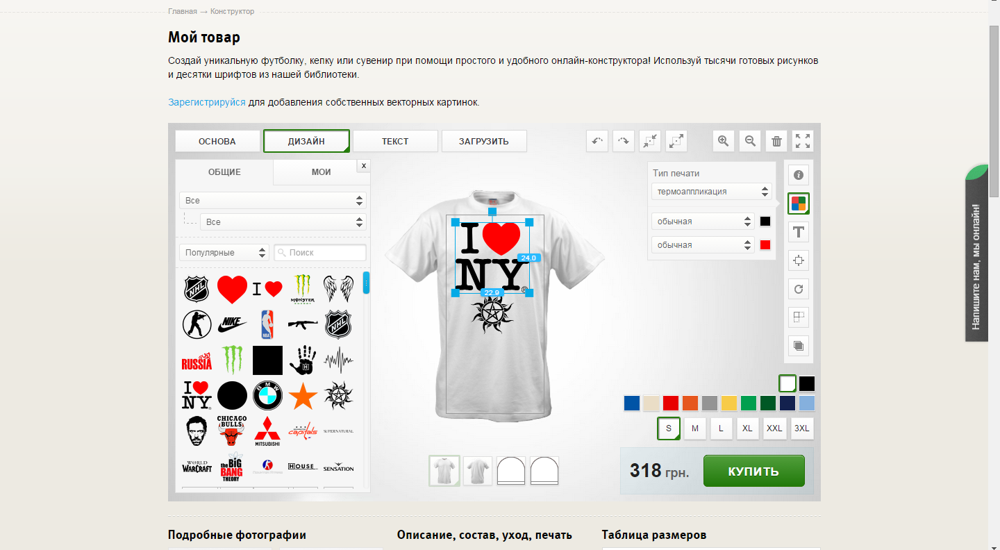 Главная → Конструктор
Мой товар
Создай уникальную футболку, кепку или сувенир при помощи простого и удобного онлайн-конструктора! Используй тысячи готовых рисунков
и десятки шрифтов из нашей библиотеки.
Зарегистрируйся для добавления собственных векторных картинок.
ОСНОВА
ДИЗАЙН
ТЕКСТ
ЗАГРУЗИТЬ
ОБЩИЕ
МОИ
x
Все
Все
Популярные
Поиск
NHL
I
MONSTER
ENERGY
NIKE
NBA
NHL
RUSSIA
H
I
NY
BMW
CHICAGO
BULLS
MITSUBISHI
capitals
SUPERNATURAL
WORLD
WARCRAFT
the BIG
BANG
THEORY
HOUSE
SENSATION
I
NY®
24.0
22.9
Тип печати
термоаппликация
обычная
обычная
S
M
L
XL
XXL
3XL
318 грн.
КУПИТЬ
Напишите нам, мы онлайн!
Подробные фотографии
Описание, состав, уход, печать
Таблица размеров